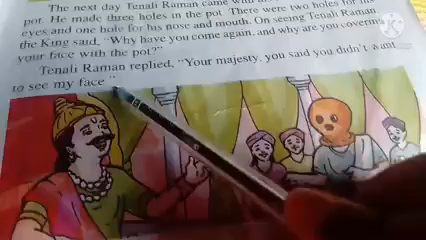 The next day Tenali Raman came with
pot. He made three holes in the pot. There were two holes for the
eyes and one hole for his nose and mouth. On seeing Tenali Raman
the King said, "Why have you come again, and why are you covering
your face with the pot?"
Tenali Raman replied, "Your majesty, you said you didn't want
to see my face"